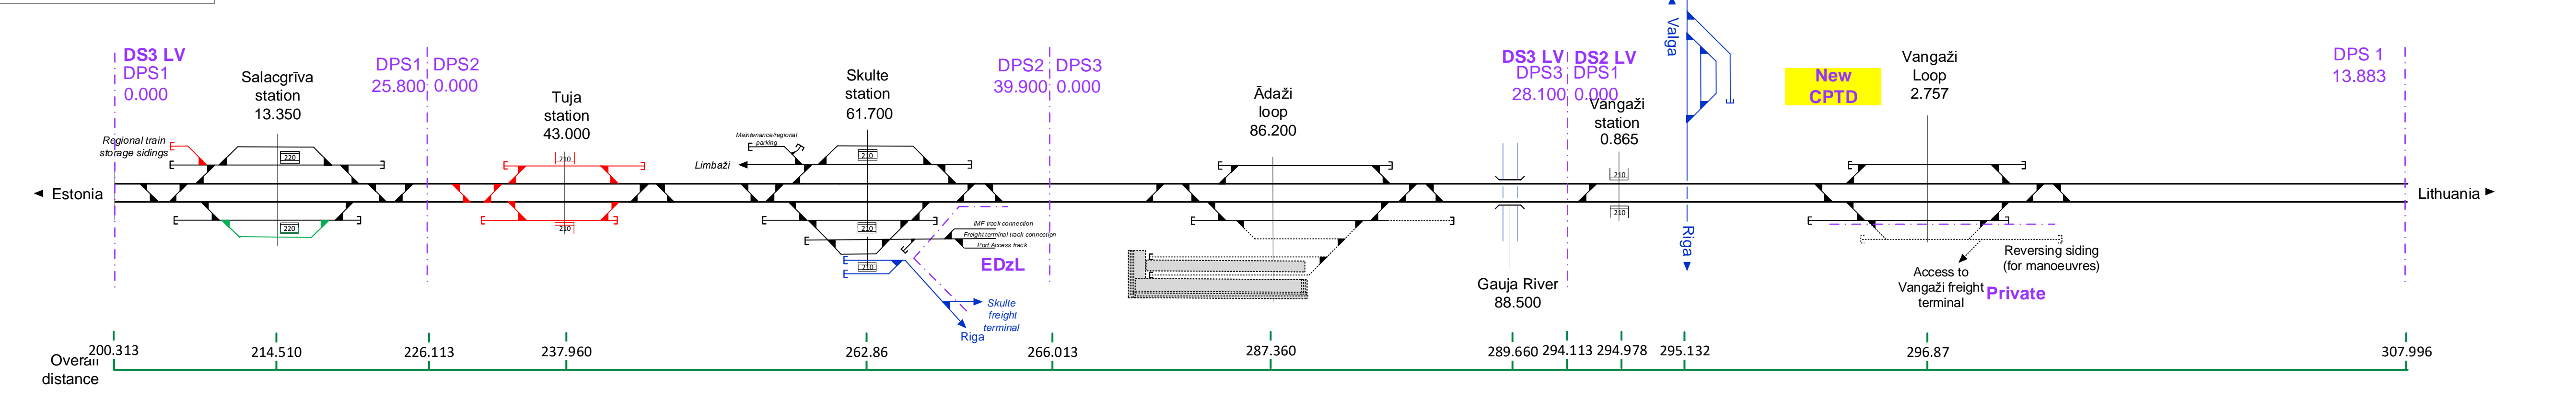 DS3 LV
DPS1
0.000
Salacgrīva
station
13.350
DPS1 DPS2
25.800 0.000
Tuja
station
43.000
Skulte
station
61.700
DPS2 DPS3
39.900 0.000
Ādaži
loop
86.200
DS3 LV DS2 LV
DPS3 DPS1
28.100 0.000
Vangaži
station
0.865
Valga
New
CPTD
Vangaži
Loop
2.757
DPS 1
13.883
Regional train
storage sidings
220
210
Maintenance/regional
parking
Limbaži
210
210
Estonia
Lithuania
220
210
210
210
210
IMF track connection
Freight terminal track connection
Port Access track
EDzL
Skulte
freight
terminal
Riga
Gauja River
88.500
Riga
Access to
Vangaži freight
terminal
Private
Reversing siding
(for manoeuvres)
Overall
distance
200.313
214.510
226.113
237.960
262.86
266.013
287.360
289.660
294.113
294.978
295.132
296.87
307.996